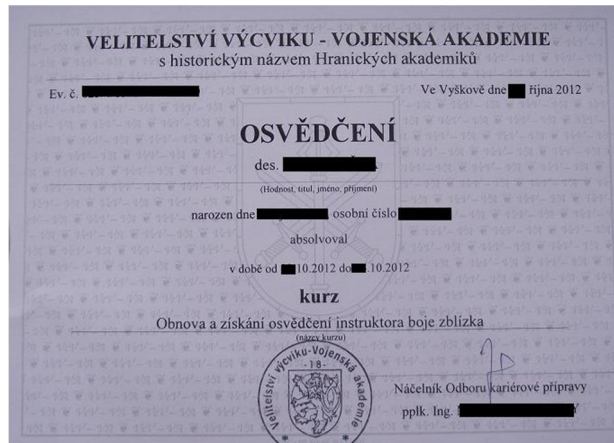 VELITELSTVÍ VÝCVIKU - VOJENSKÁ AKADEMIE
s historickým názvem Hranických akademiků
Ev. č.
Ve Vyškově dne října 2012
OSVĚDČENÍ
des.
(Hodnost, titul, jméno, příjmení)
narozen dne osobní číslo
absolvoval
v době od 10.2012 do .10.2012
kurz
Obnova a získání osvědčení instruktora boje zblízka
(název kurzu)
Velitelství výcviku-Vojenská akademie
-18-
Náčelník Odboru kariérové přípravy
pplk. Ing.